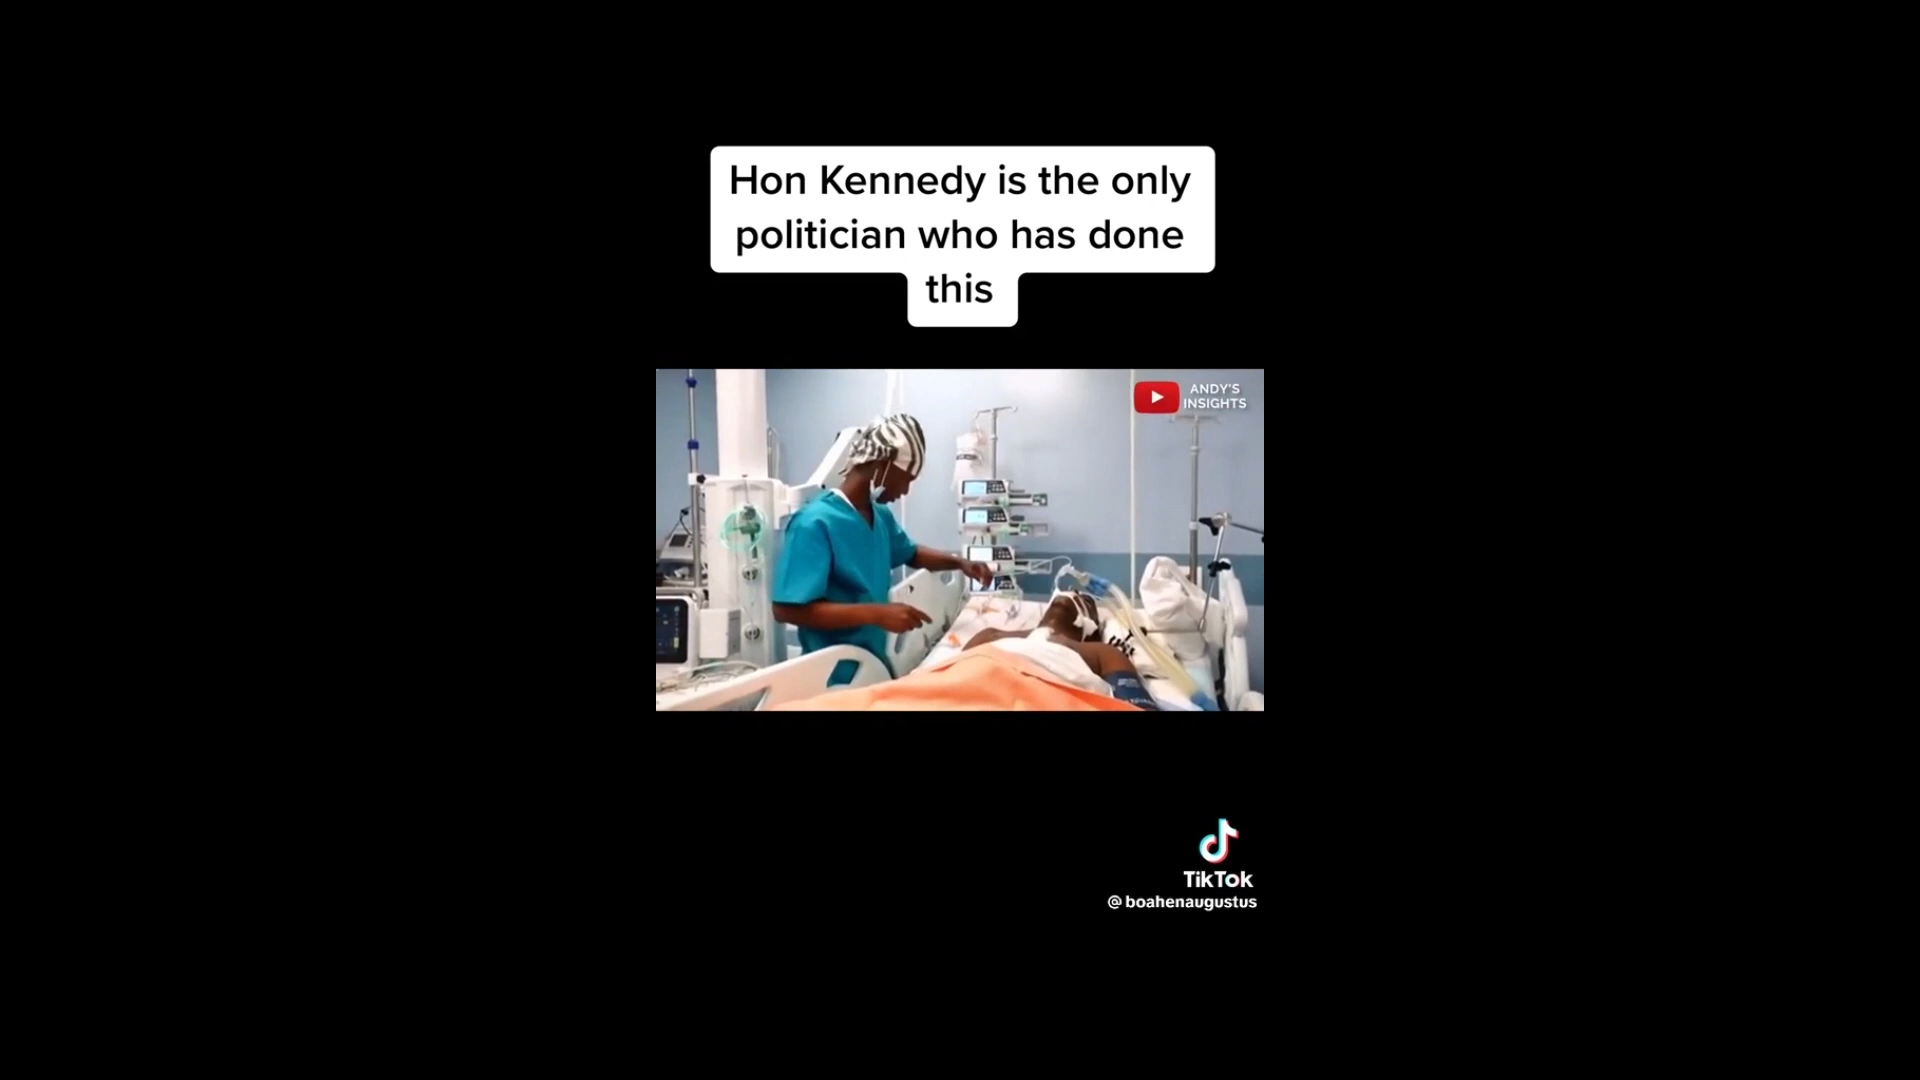 Hon Kennedy is the only
politician who has done
this
ANDY'S
INSIGHTS
TikTok
@boahenaugustus